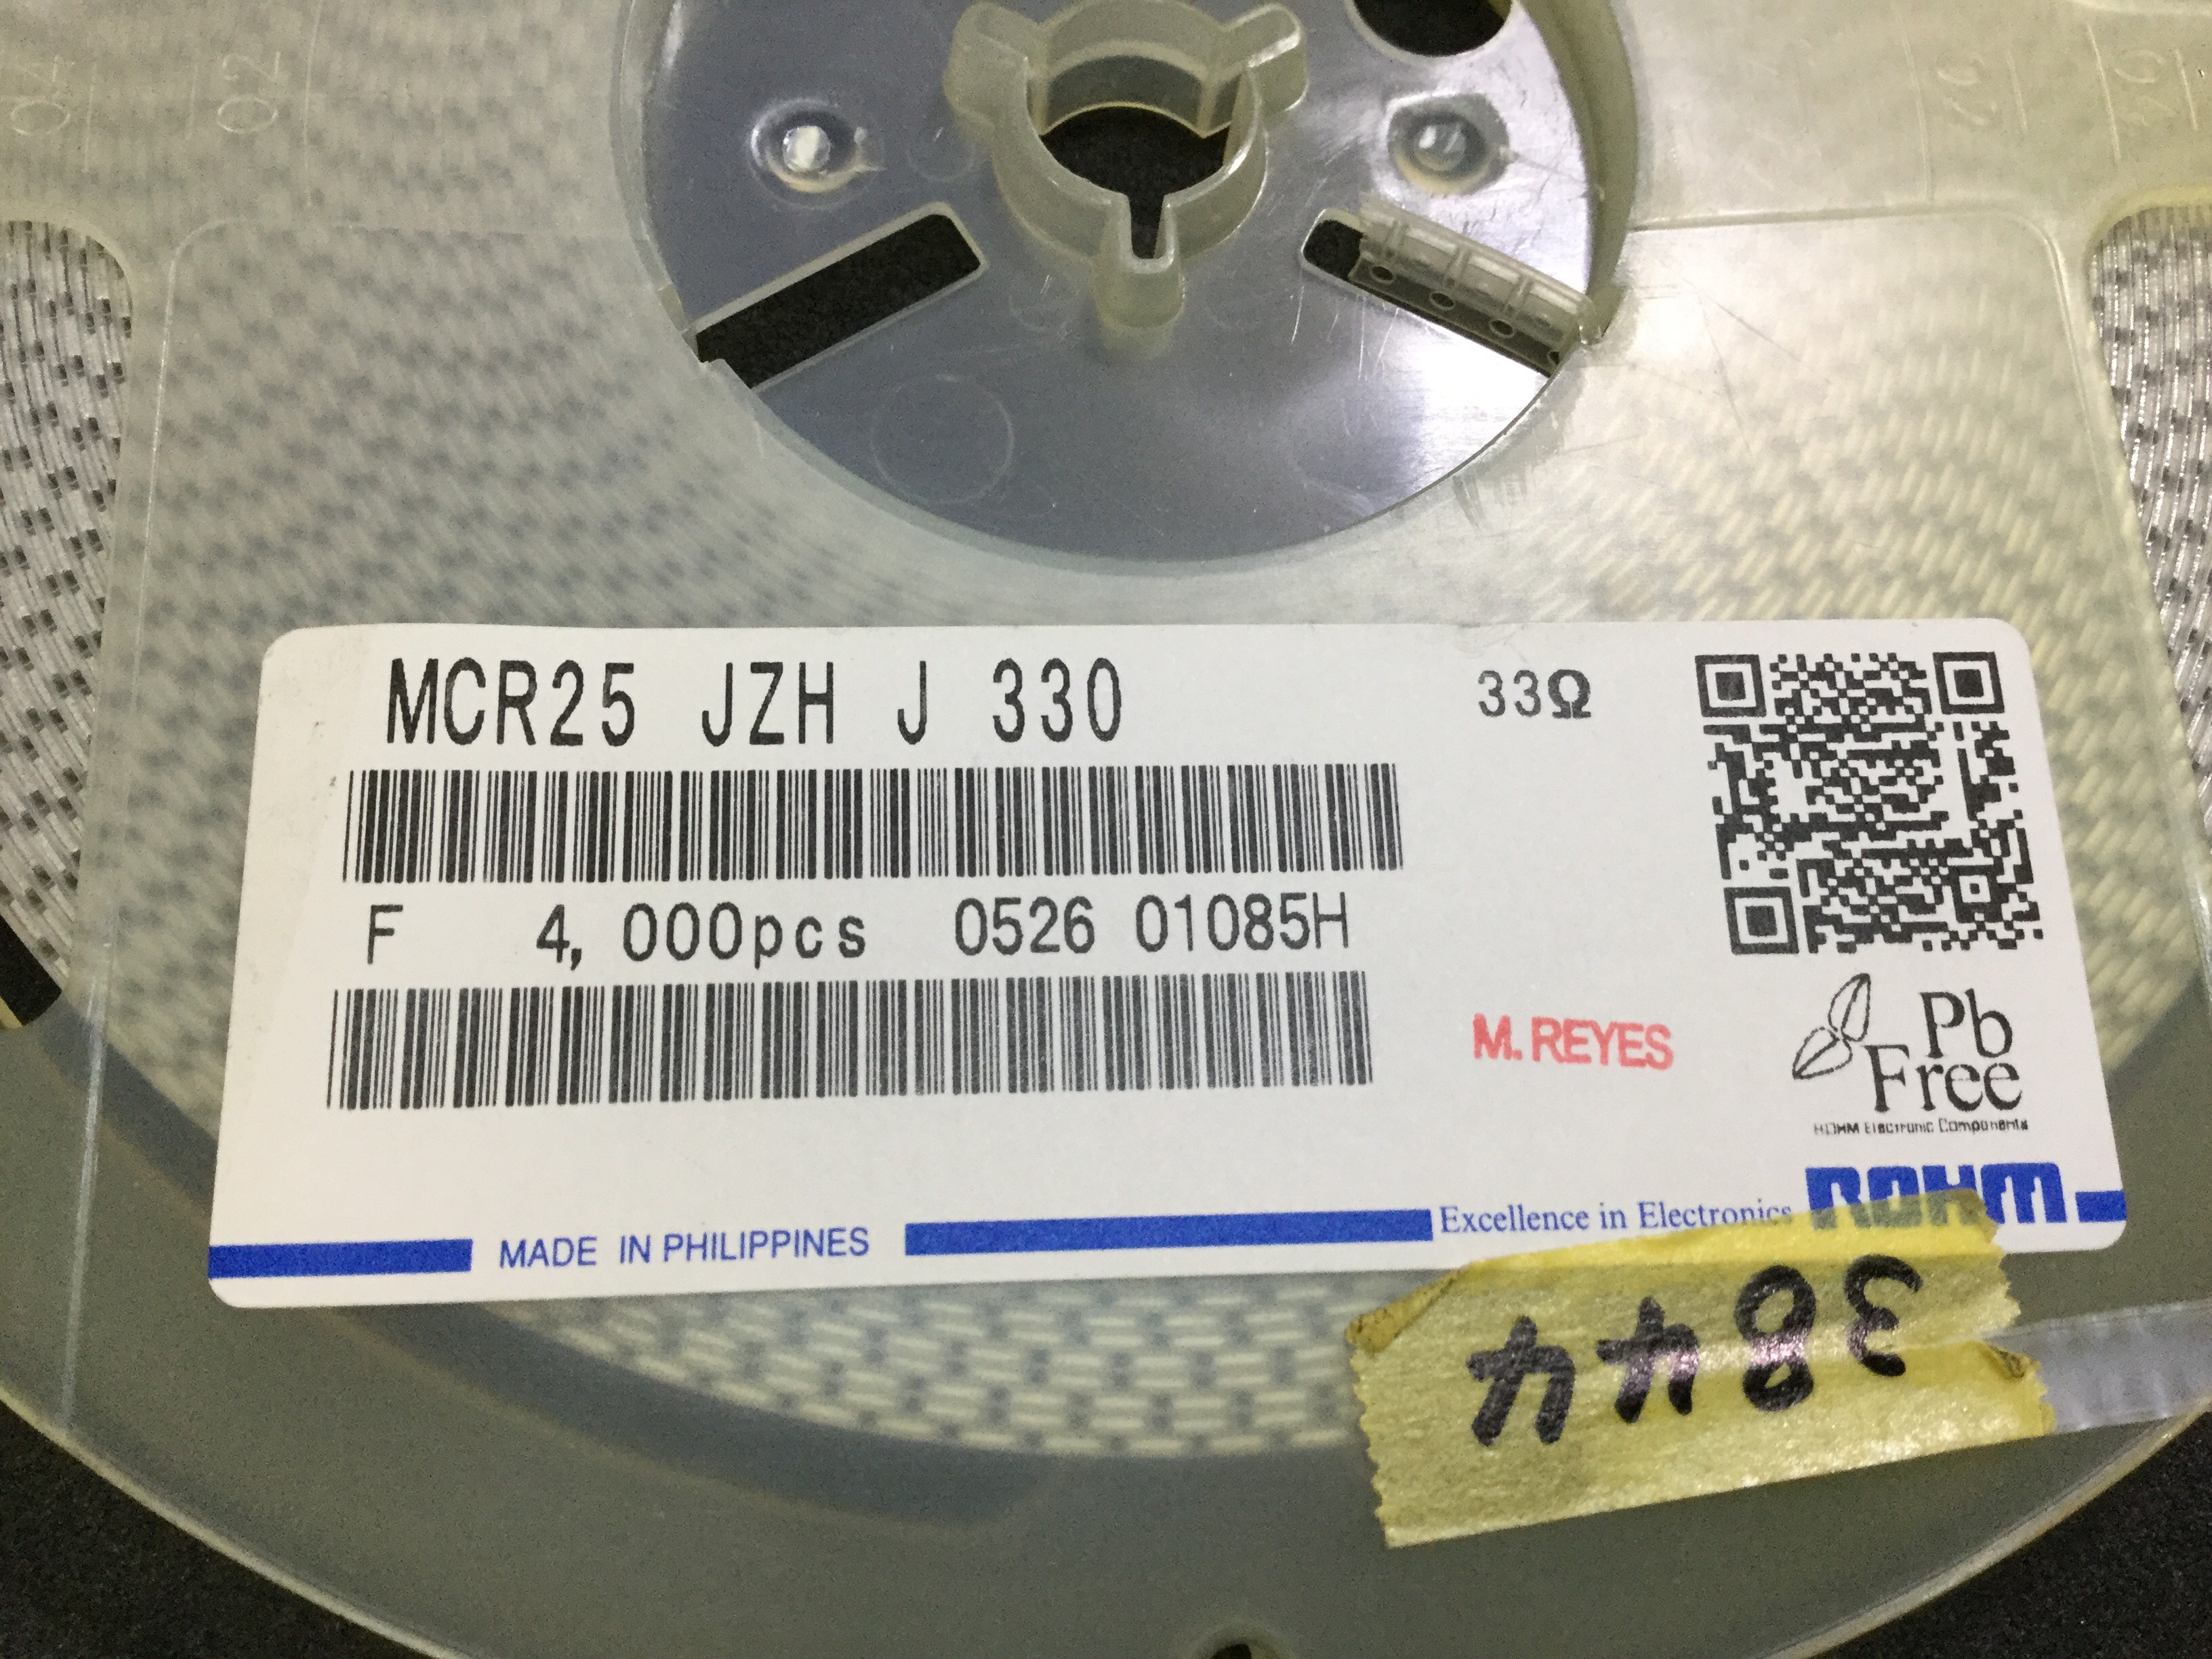 MCR25 JZH J 330 33Ω
F 4,000pcs 0526 01085H
M. REYES
Pb
Free
ROHM Electronic Components
MADE IN PHILIPPINES
Excellence in Electronics ROHM
3844